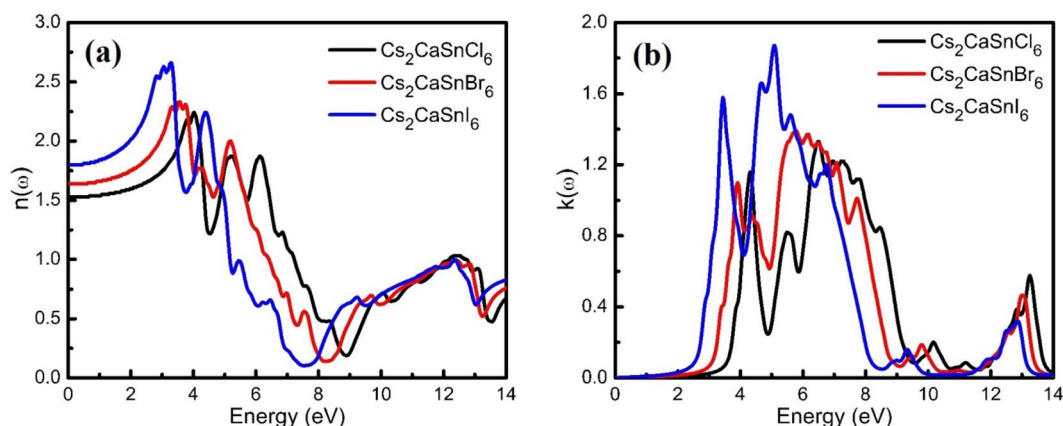 (a)
Cs₂CaSnCl₆
Cs₂CaSnBr₆
Cs₂CaSnI₆
n(ω)
3.0
2.5
2.0
1.5
1.0
0.5
0.0
0 2 4 6 8 10 12 14
Energy (eV)
(b)
Cs₂CaSnCl₆
Cs₂CaSnBr₆
Cs₂CaSnI₆
k(ω)
2.0
1.6
1.2
0.8
0.4
0.0
0 2 4 6 8 10 12 14
Energy (eV)